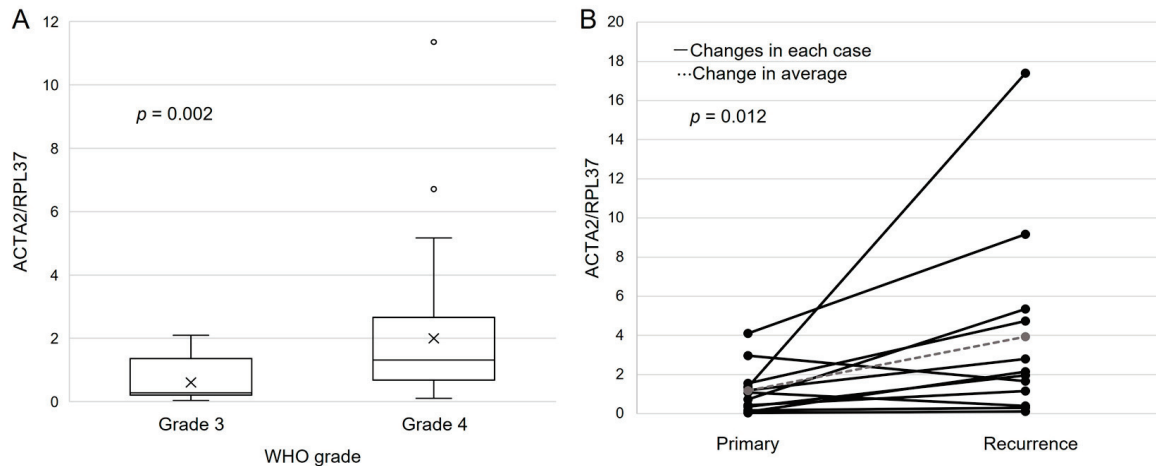 A
12
10
8
6
4
2
0
ACTA2/RPL37
p = 0.002
Grade 3
Grade 4
WHO grade
B
20
18
16
14
12
10
8
6
4
2
0
ACTA2/RPL37
—Changes in each case
···Change in average
p = 0.012
Primary
Recurrence